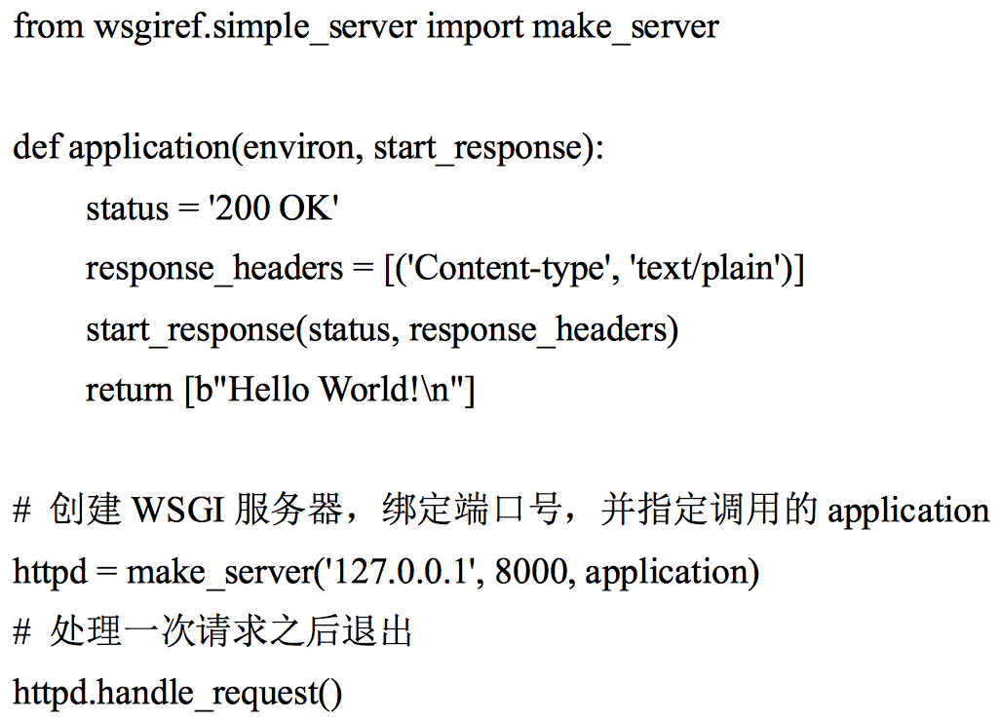 from wsgiref.simple_server import make_server
def application(environ, start_response):
status = '200 OK'
response_headers = [('Content-type', 'text/plain')]
start_response(status, response_headers)
return [b"Hello World!\n"]
# 创建 WSGI 服务器，绑定端口号，并指定调用的 application
httpd = make_server('127.0.0.1', 8000, application)
# 处理一次请求之后退出
httpd.handle_request()